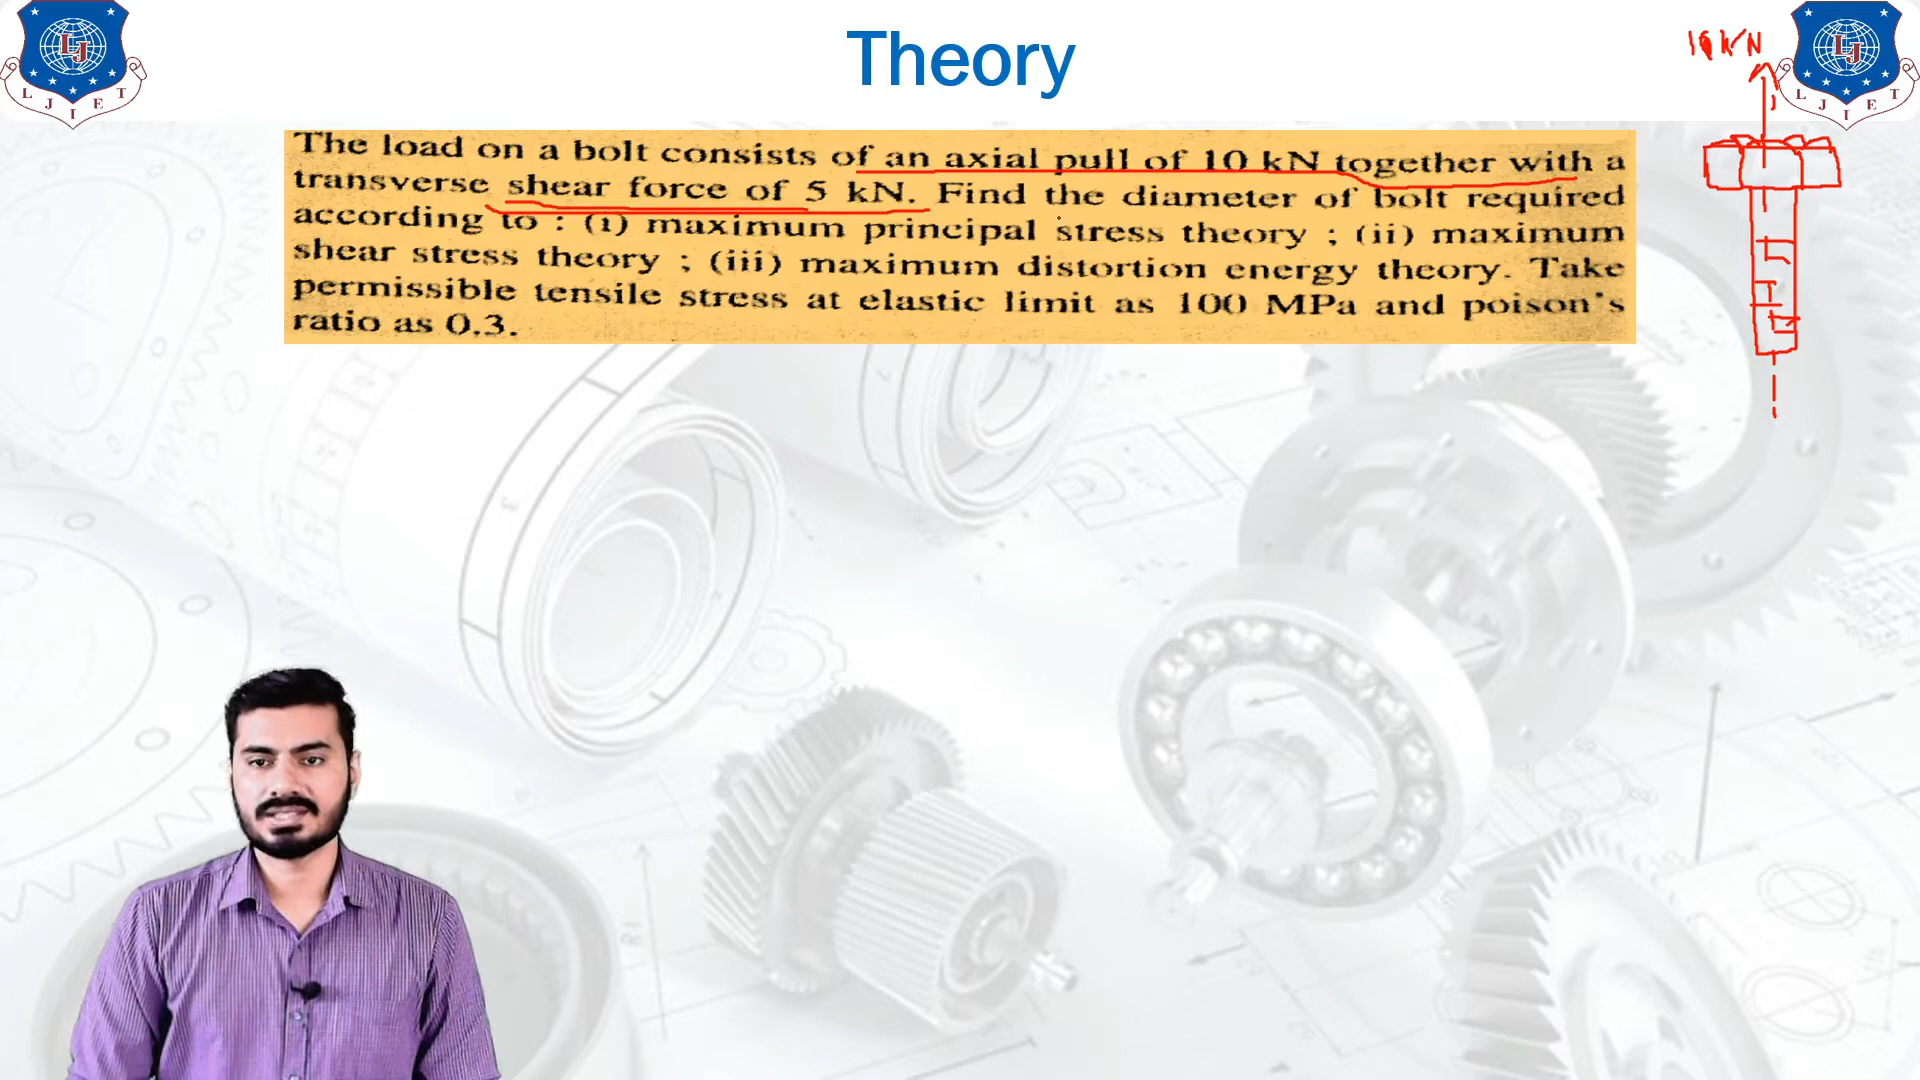 Theory
LJ
L J I E T
10 kN
LJ
L J I E T
The load on a bolt consists of an axial pull of 10 kN together with a
transverse shear force of 5 kN. Find the diameter of bolt required
according to : (i) maximum principal stress theory ; (ii) maximum
shear stress theory ; (iii) maximum distortion energy theory. Take
permissible tensile stress at elastic limit as 100 MPa and poison's
ratio as 0.3.